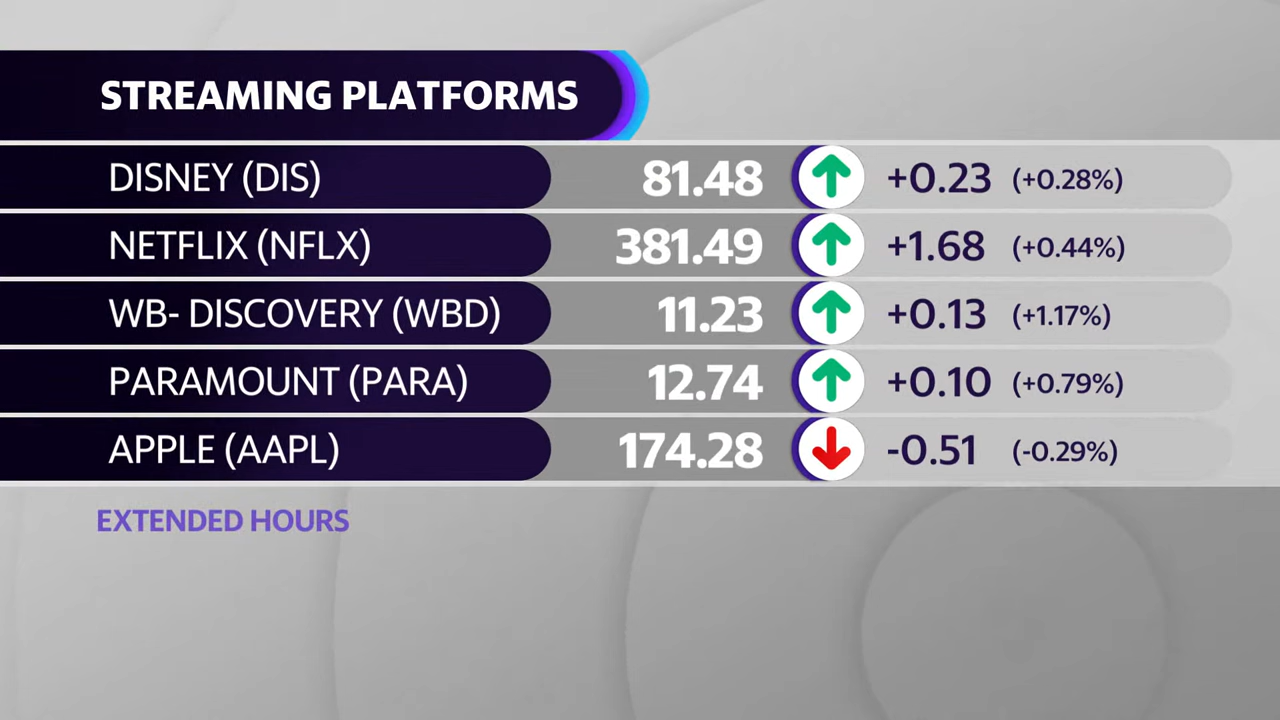 STREAMING PLATFORMS
DISNEY (DIS) 81.48 +0.23 (+0.28%)
NETFLIX (NFLX) 381.49 +1.68 (+0.44%)
WB- DISCOVERY (WBD) 11.23 +0.13 (+1.17%)
PARAMOUNT (PARA) 12.74 +0.10 (+0.79%)
APPLE (AAPL) 174.28 -0.51 (-0.29%)
EXTENDED HOURS